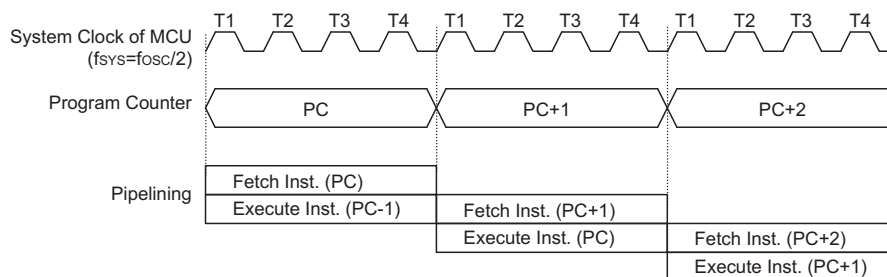 T1 T2 T3 T4 T1 T2 T3 T4 T1 T2 T3 T4
System Clock of MCU
(fSYS=fOSC/2)
Program Counter PC PC+1 PC+2
Fetch Inst. (PC)
Pipelining
Execute Inst. (PC-1) Fetch Inst. (PC+1)
Execute Inst. (PC) Fetch Inst. (PC+2)
Execute Inst. (PC+1)